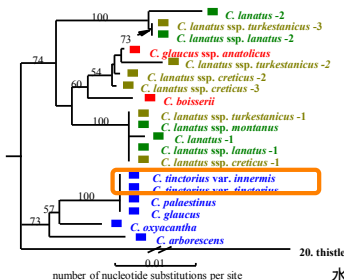 C. lanatus -2
C. lanatus ssp. turkestanicus -3
C. lanatus ssp. lanatus -2
C. glaucus ssp. anatolicus
C. lanatus ssp. turkestanicus -2
C. lanatus ssp. creticus -2
C. lanatus ssp. creticus -3
C. boisserii
C. lanatus ssp. turkestanicus -1
C. lanatus ssp. montanus
C. lanatus -1
C. lanatus ssp. lanatus -1
C. lanatus ssp. creticus -1
C. tinctorius var. innermis
C. tinctorius var. tinctorius
C. palaestinus
C. glaucus
C. oxyacantha
C. arborescens
20. thistle
100
73
74
54
60
100
100
57
73
0.01
number of nucleotide substitutions per site
水